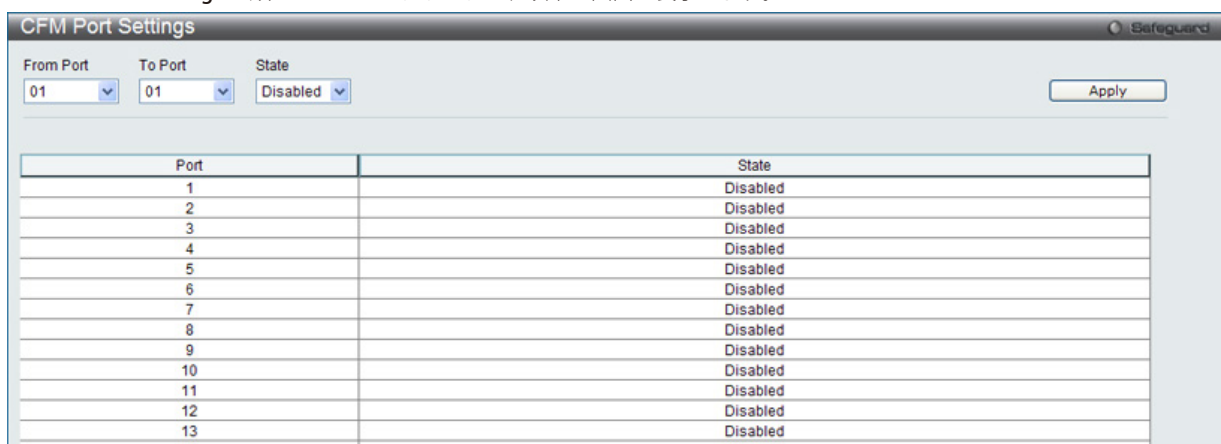 CFM Port Settings
Safeguard
From Port To Port State
01 01 Disabled Apply
Port State
1 Disabled
2 Disabled
3 Disabled
4 Disabled
5 Disabled
6 Disabled
7 Disabled
8 Disabled
9 Disabled
10 Disabled
11 Disabled
12 Disabled
13 Disabled